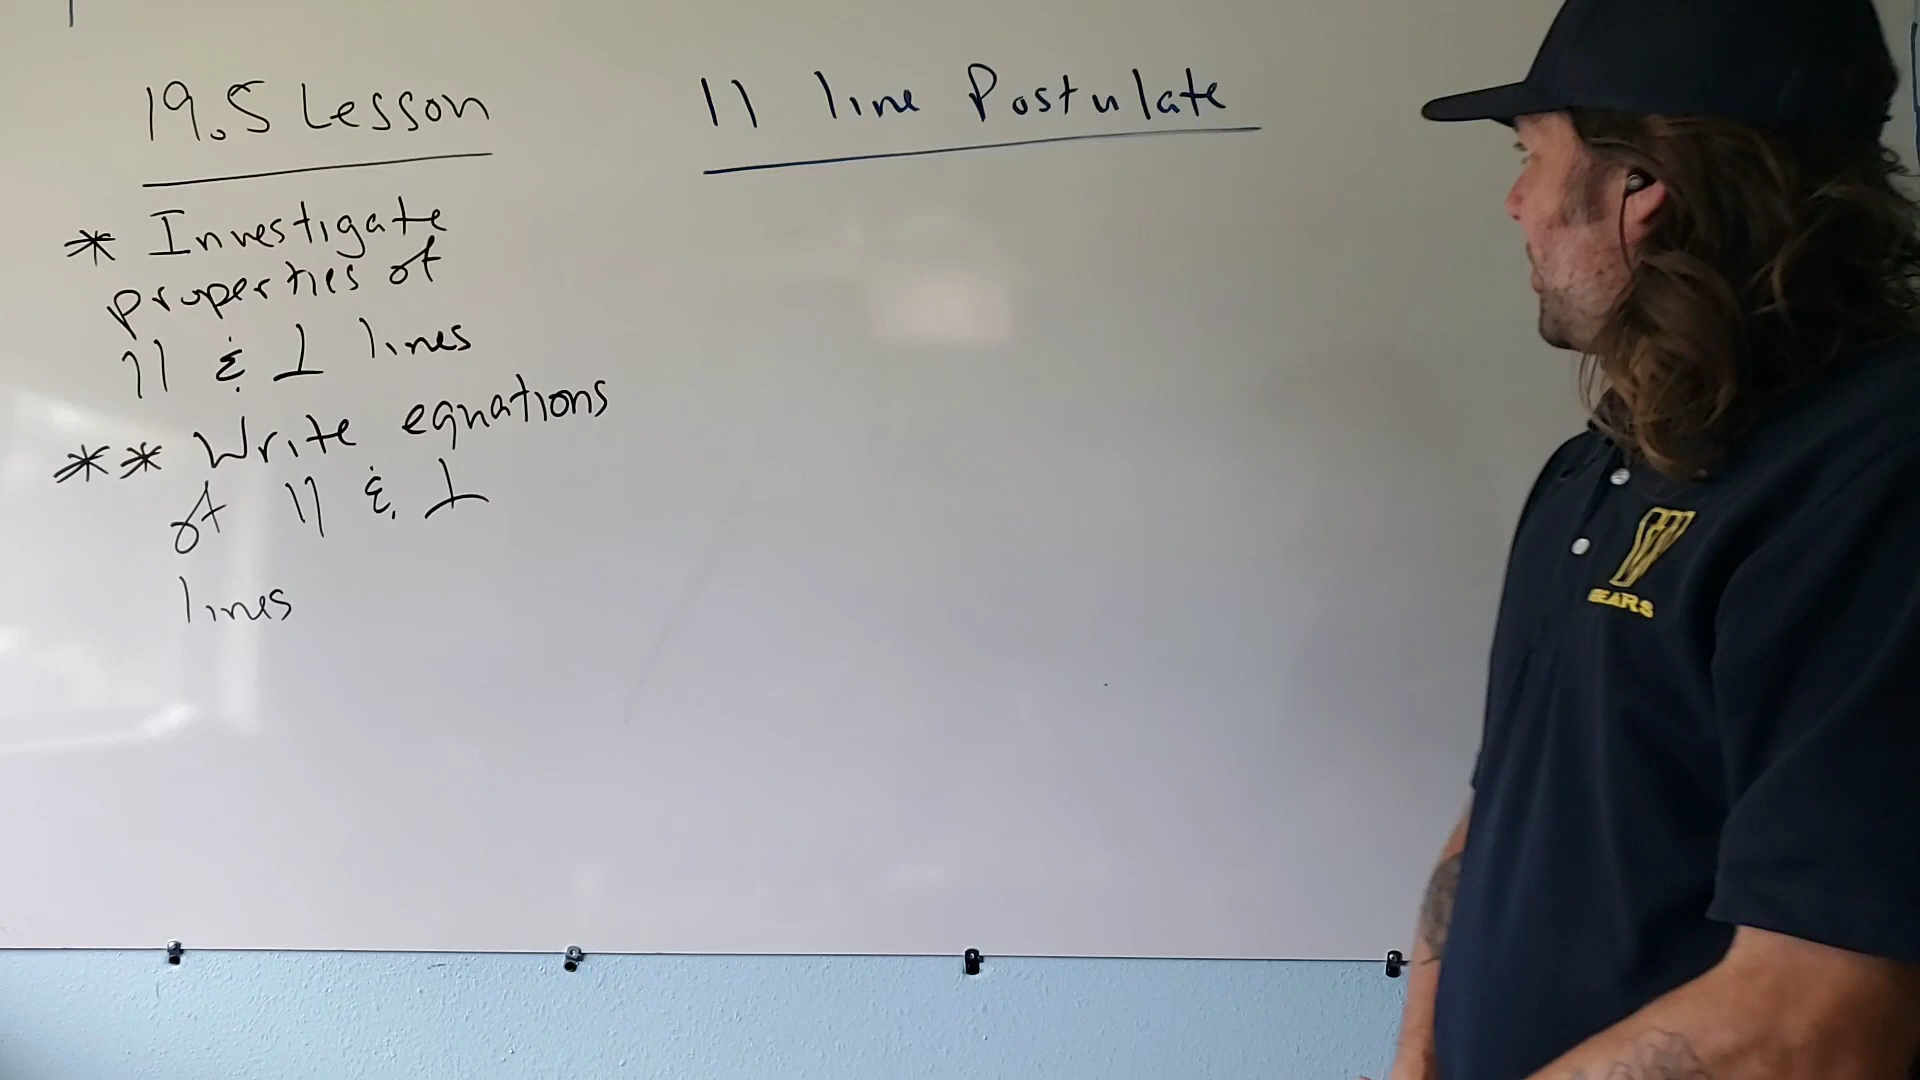 19.5 Lesson
* Investigate
properties of
|| & ⊥ lines
** Write equations
of || & ⊥
lines
|| line Postulate
W
BEARS